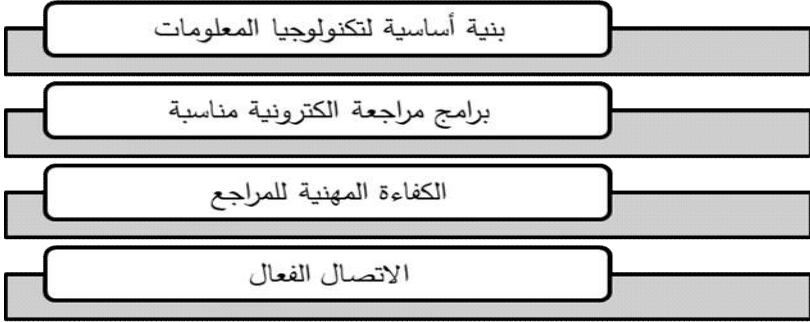 بنية أساسية لتكنولوجيا المعلومات
برامج مراجعة الكترونية مناسبة
الكفاءة المهنية للمراجع
الاتصال الفعال